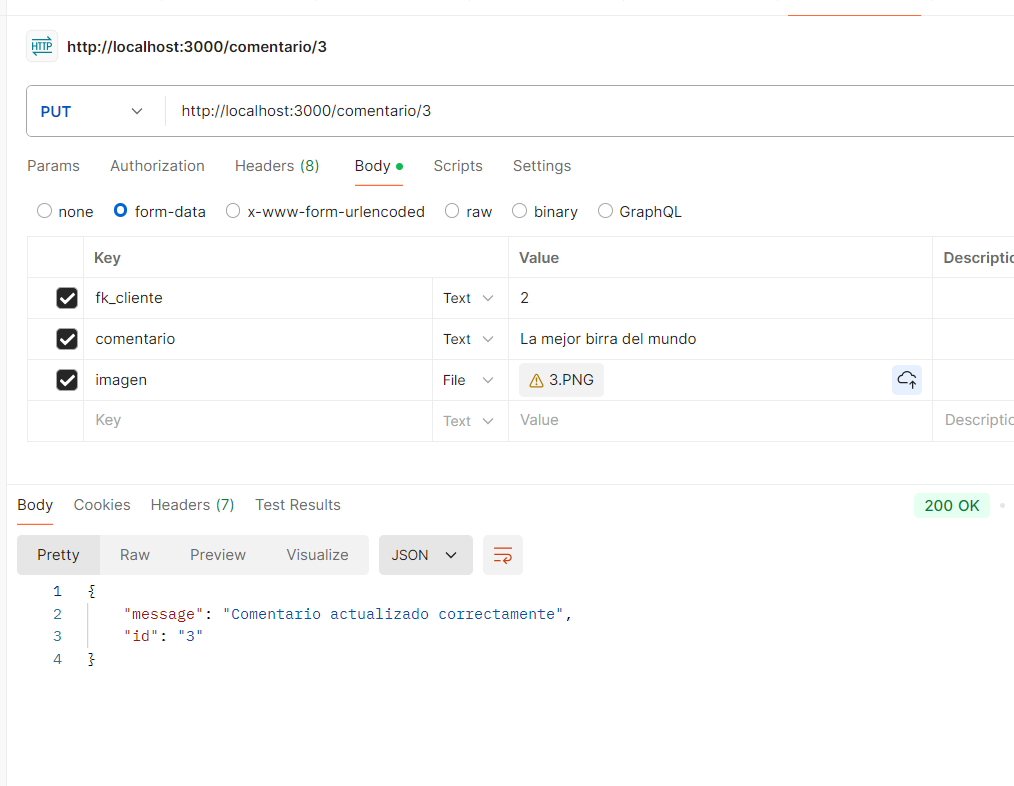 HTTP http://localhost:3000/comentario/3
PUT http://localhost:3000/comentario/3
Params Authorization Headers (8) Body Scripts Settings
none form-data x-www-form-urlencoded raw binary GraphQL
Key Value Descriptio
fk_cliente Text 2
comentario Text La mejor birra del mundo
imagen File 3.PNG
Key Text Value Descriptio
Body Cookies Headers (7) Test Results 200 OK
Pretty Raw Preview Visualize JSON
1 {
2 "message": "Comentario actualizado correctamente",
3 "id": "3"
4 }